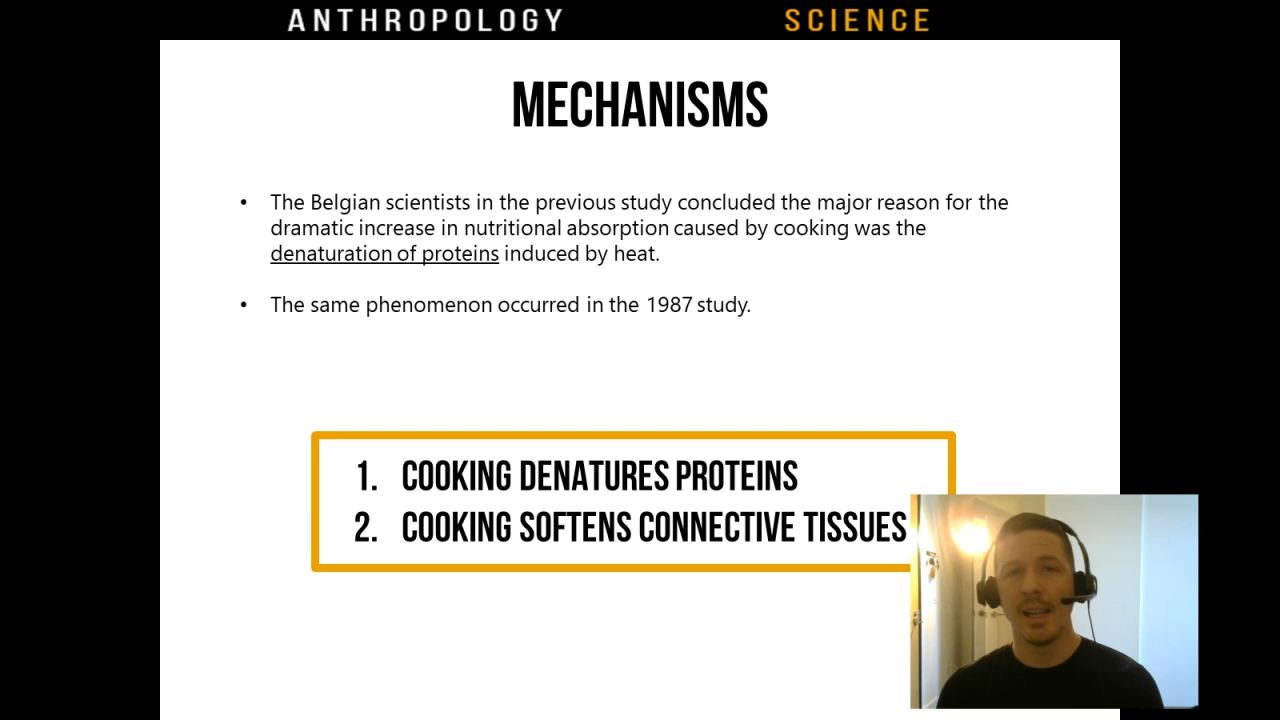 ANTHROPOLOGY SCIENCE
MECHANISMS
• The Belgian scientists in the previous study concluded the major reason for the
dramatic increase in nutritional absorption caused by cooking was the
denaturation of proteins induced by heat.
• The same phenomenon occurred in the 1987 study.
1. COOKING DENATURES PROTEINS
2. COOKING SOFTENS CONNECTIVE TISSUES